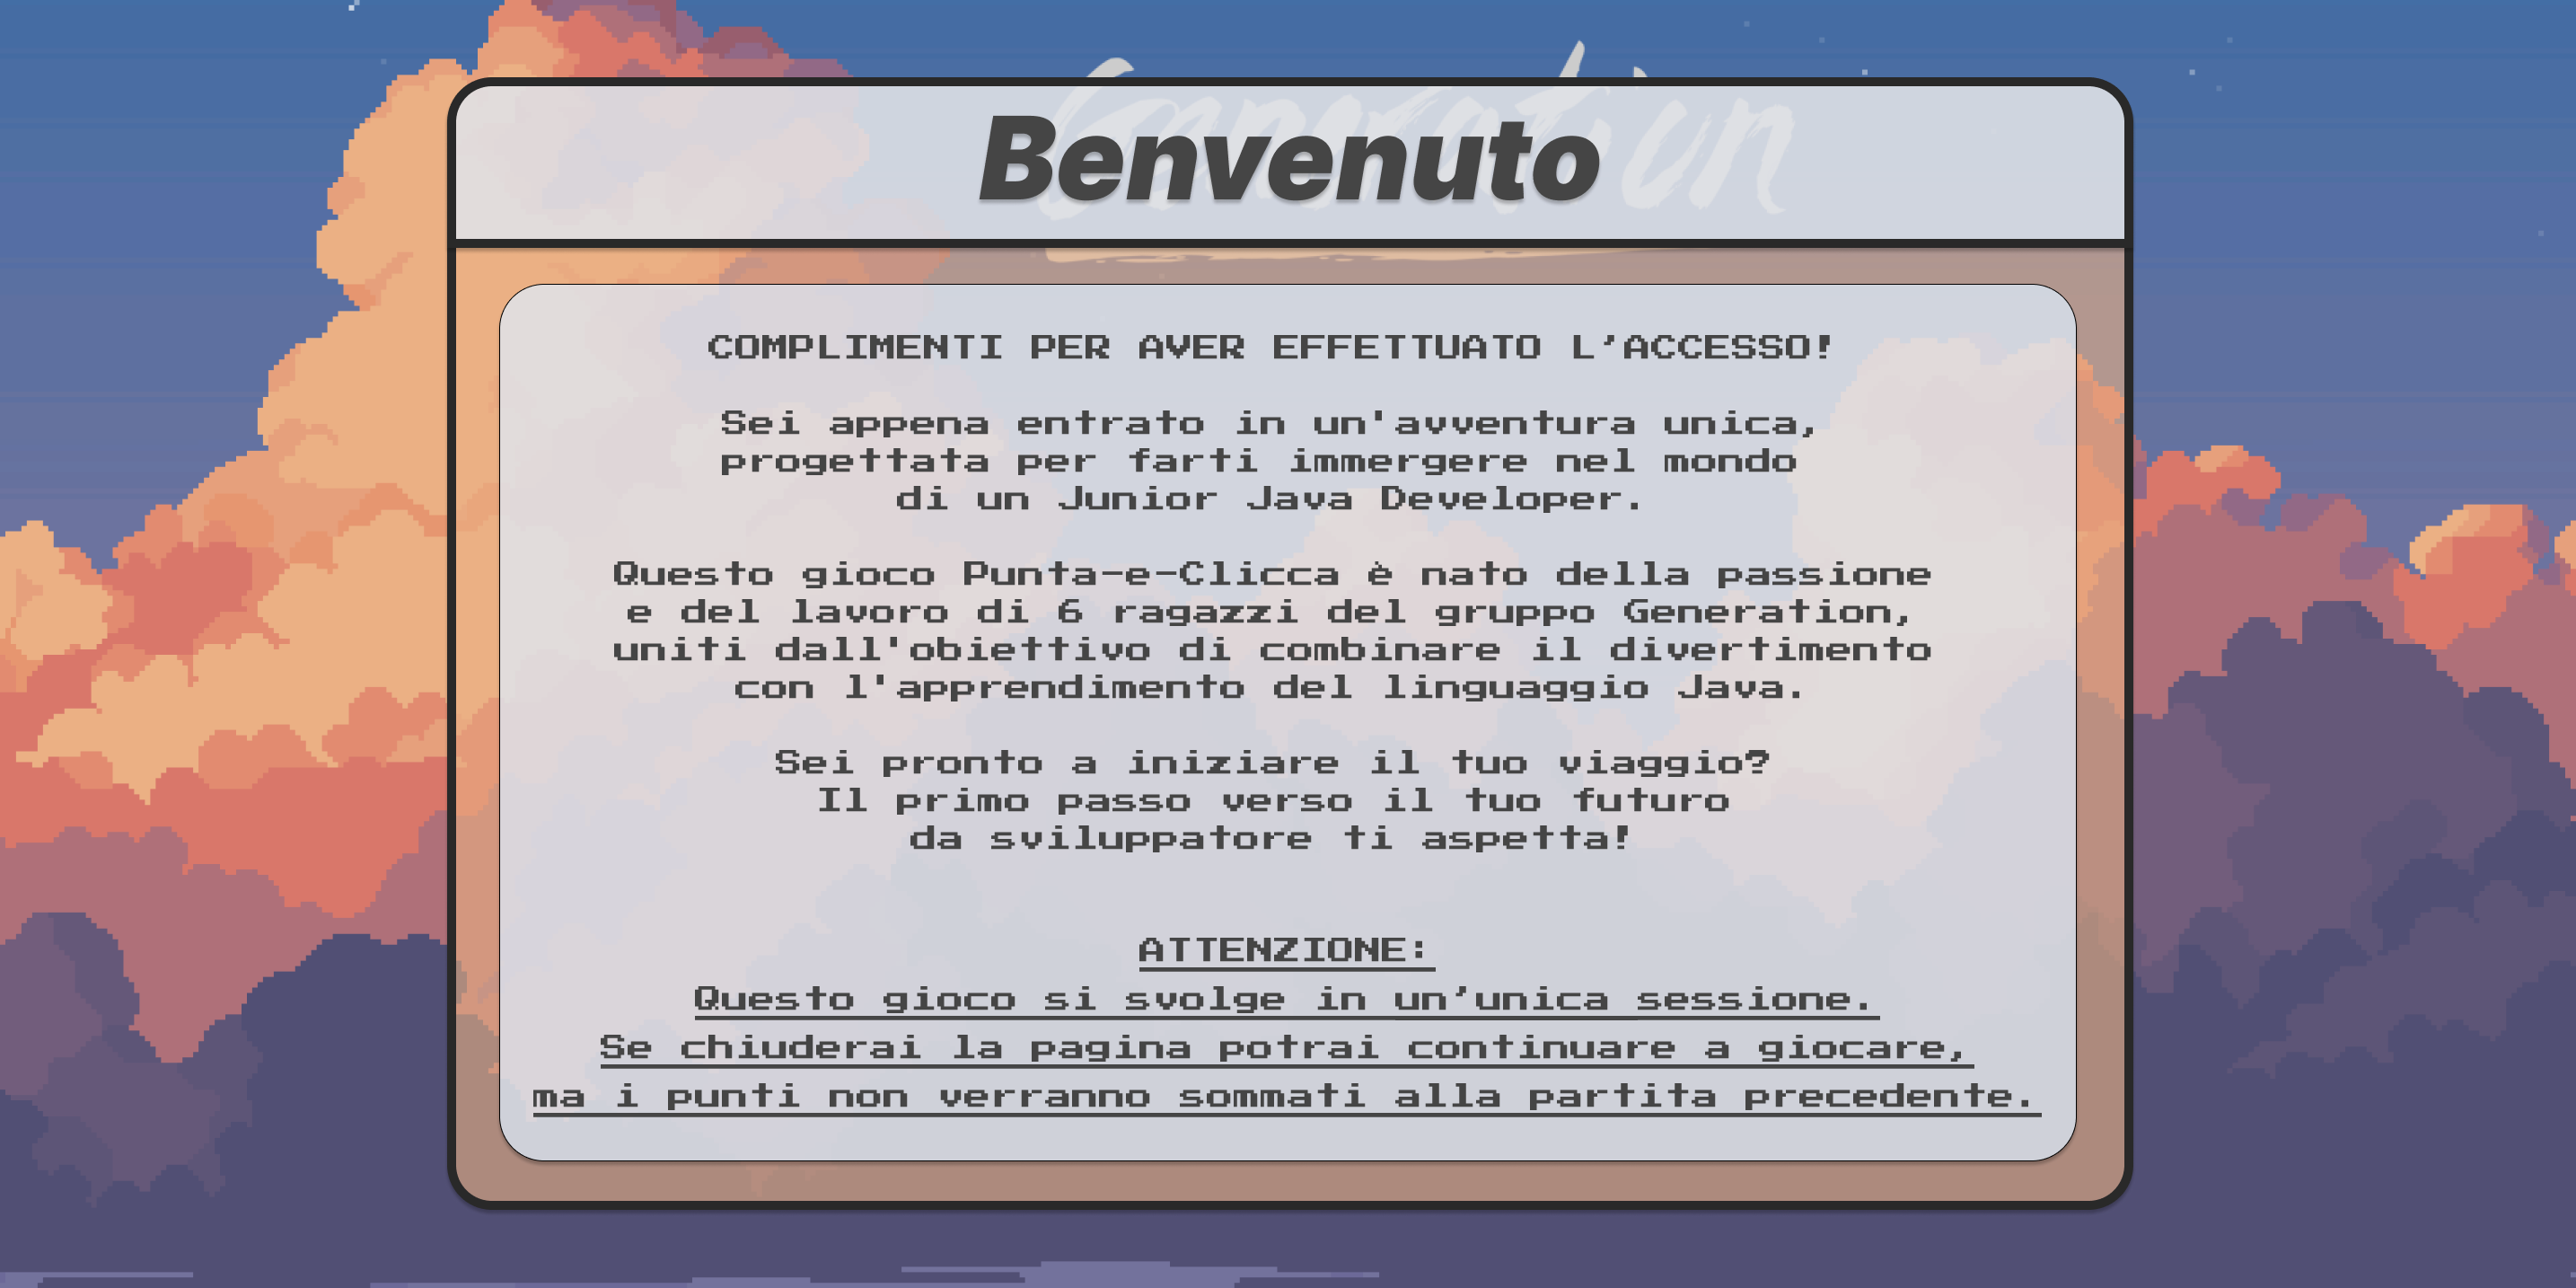 Benvenuto
COMPLIMENTI PER AVER EFFETTUATO L’ACCESSO!
Sei appena entrato in un'avventura unica,
progettata per farti immergere nel mondo
di un Junior Java Developer.
Questo gioco Punta-e-Clicca è nato della passione
e del lavoro di 6 ragazzi del gruppo Generation,
uniti dall'obiettivo di combinare il divertimento
con l'apprendimento del linguaggio Java.
Sei pronto a iniziare il tuo viaggio?
Il primo passo verso il tuo futuro
da sviluppatore ti aspetta!
ATTENZIONE:
Questo gioco si svolge in un’unica sessione.
Se chiuderai la pagina potrai continuare a giocare,
ma i punti non verranno sommati alla partita precedente.